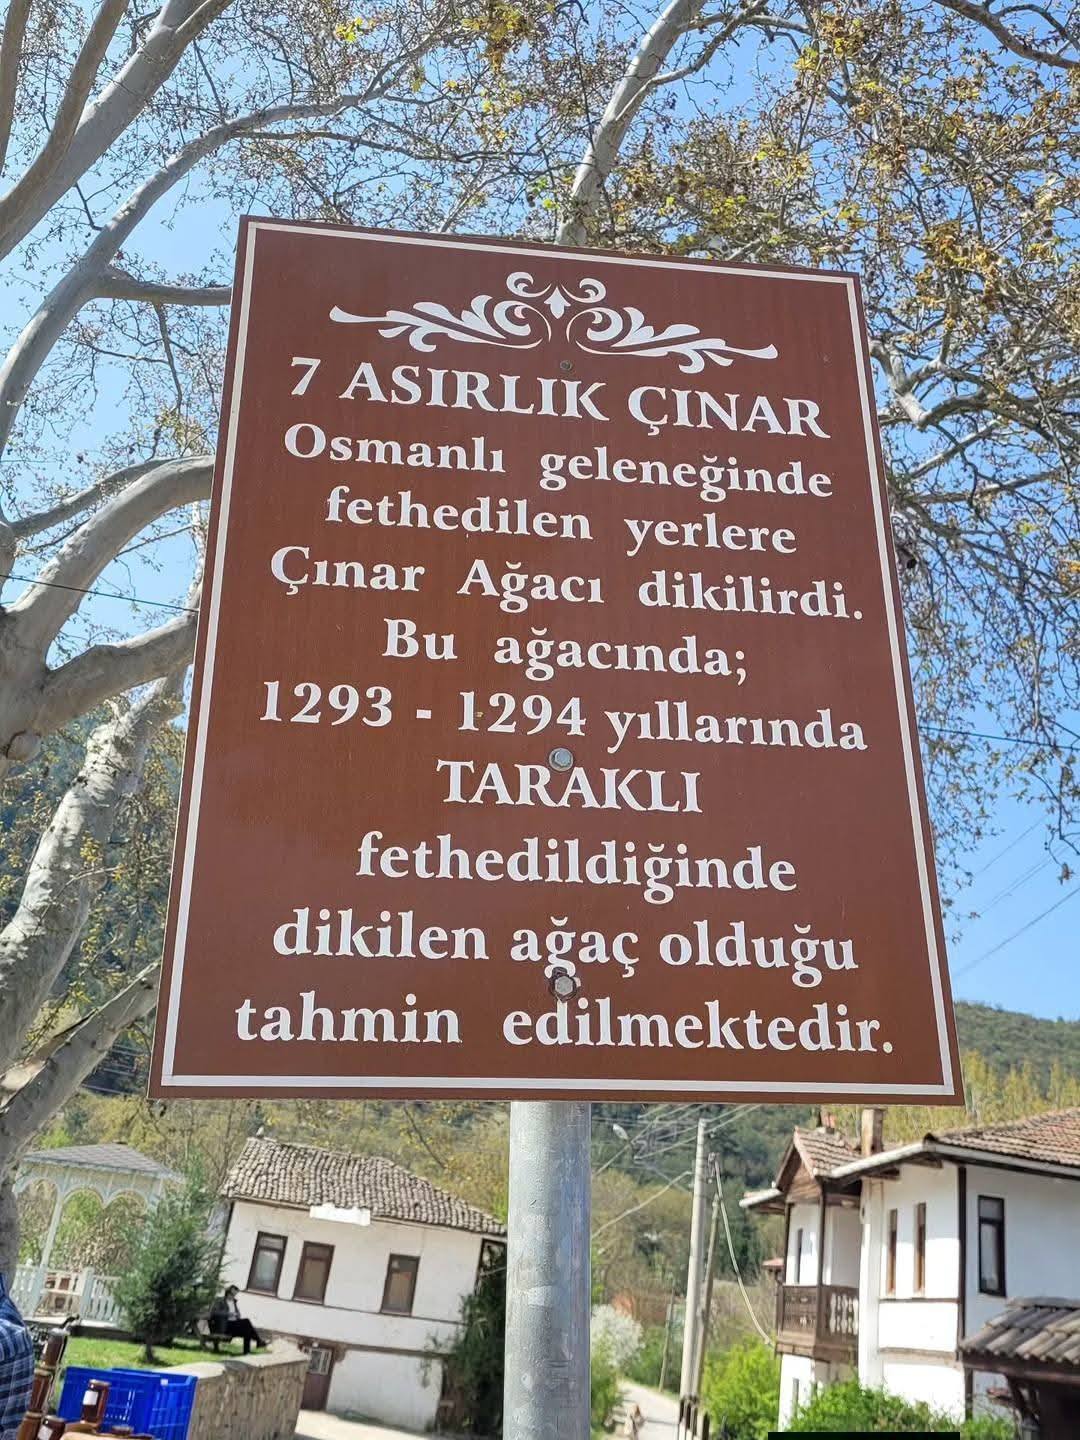 7 ASIRLIK ÇINAR
Osmanlı geleneğinde
fethedilen yerlere
Çınar Ağacı dikilirdi.
Bu ağacında;
1293 - 1294 yıllarında
TARAKLI
fethedildiğinde
dikilen ağaç olduğu
tahmin edilmektedir.